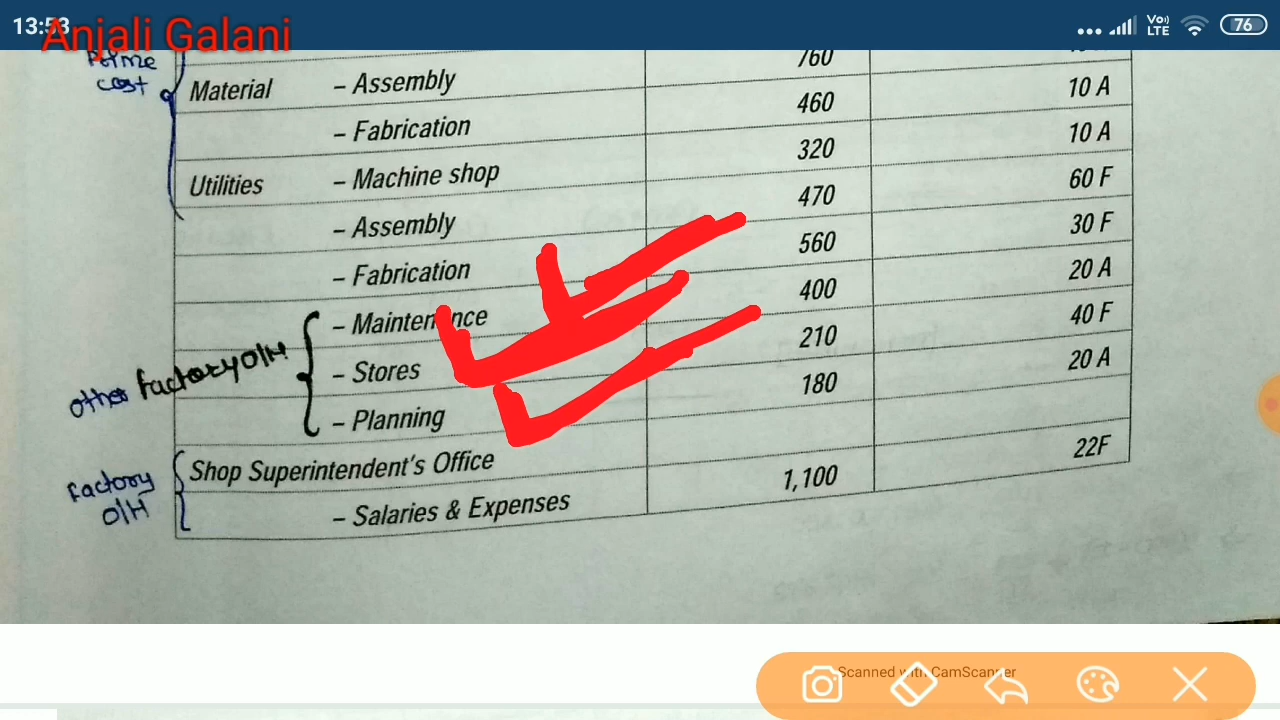 13:53
Anjali Galani
Vo)) LTE 76
Prime cost
760
Material – Assembly 460 10 A
– Fabrication 320 10 A
Utilities – Machine shop 470 60 F
– Assembly 560 30 F
– Fabrication 400 20 A
– Maintenance 210 40 F
– Stores 180 20 A
other factory O/H
– Planning
Shop Superintendent's Office
– Salaries & Expenses 1,100 22F
Factory O/H
Scanned with CamScanner